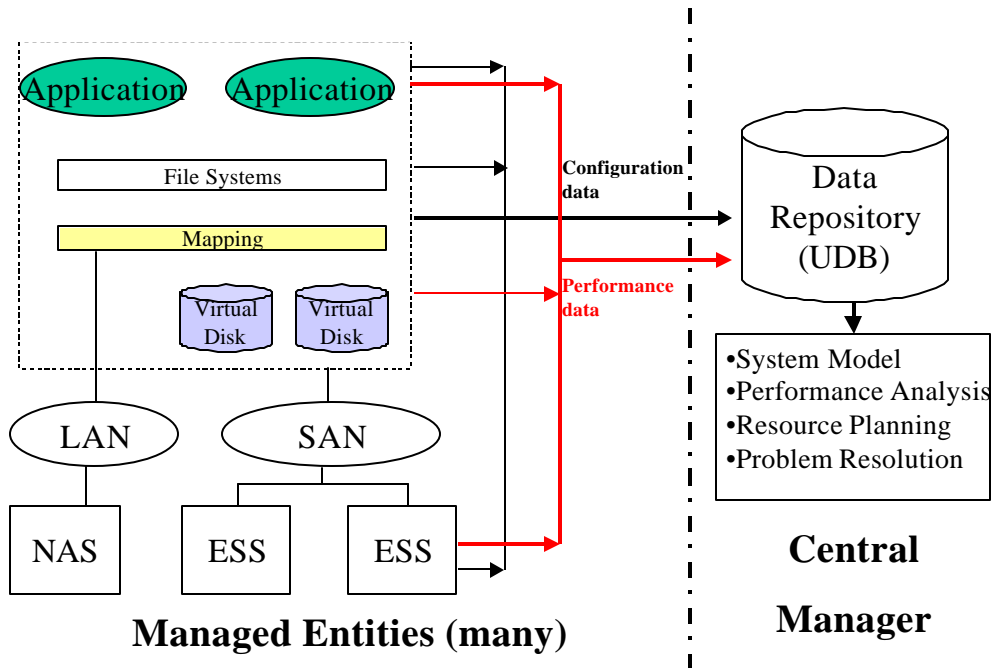 Application
Application
File Systems
Mapping
Virtual
Disk
Virtual
Disk
LAN
SAN
NAS
ESS
ESS
Managed Entities (many)
Configuration
data
Performance
data
Data
Repository
(UDB)
•System Model
•Performance Analysis
•Resource Planning
•Problem Resolution
Central
Manager